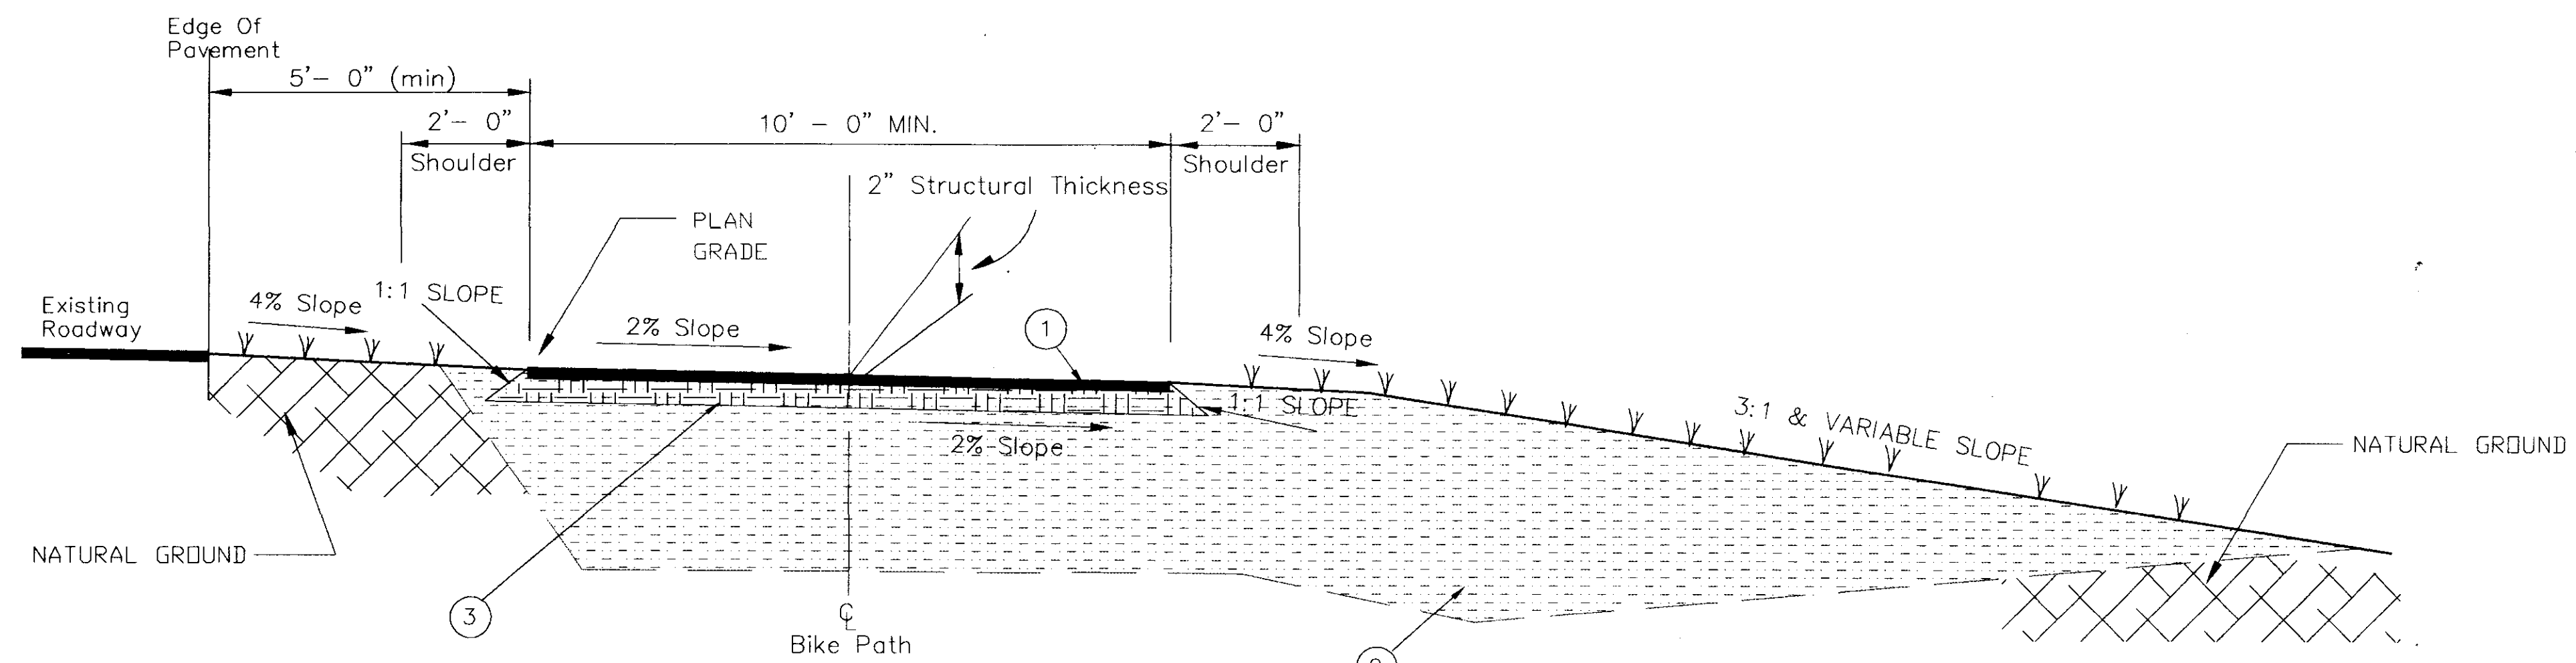 Edge Of
Pavement
5'- 0" (min)
2'- 0"
10' - 0" MIN.
2'- 0"
Shoulder
Shoulder
2" Structural Thickness
PLAN
GRADE
1:1 SLOPE
4% Slope
Existing
Roadway
2% Slope
1
4% Slope
1:1 SLOPE
3:1 & VARIABLE SLOPE
2% Slope
NATURAL GROUND
NATURAL GROUND
3
CL
Bike Path